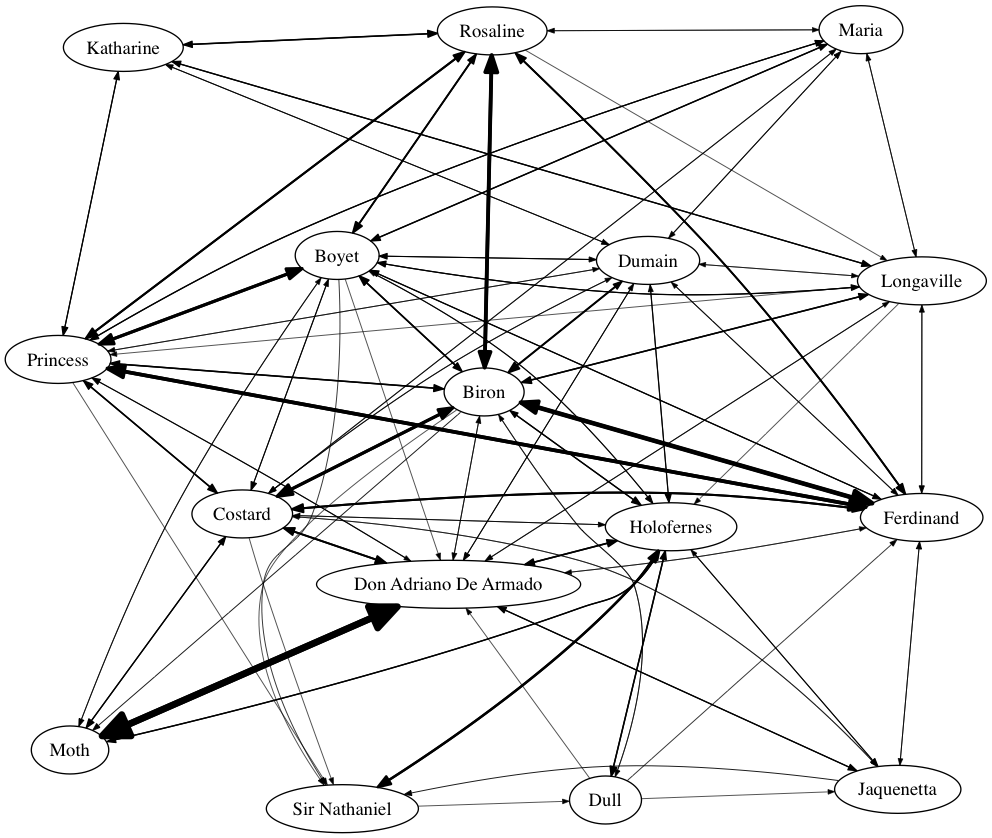 Katharine
Rosaline
Maria
Boyet
Dumain
Longaville
Princess
Biron
Costard
Holofernes
Ferdinand
Don Adriano De Armado
Moth
Sir Nathaniel
Dull
Jaquenetta